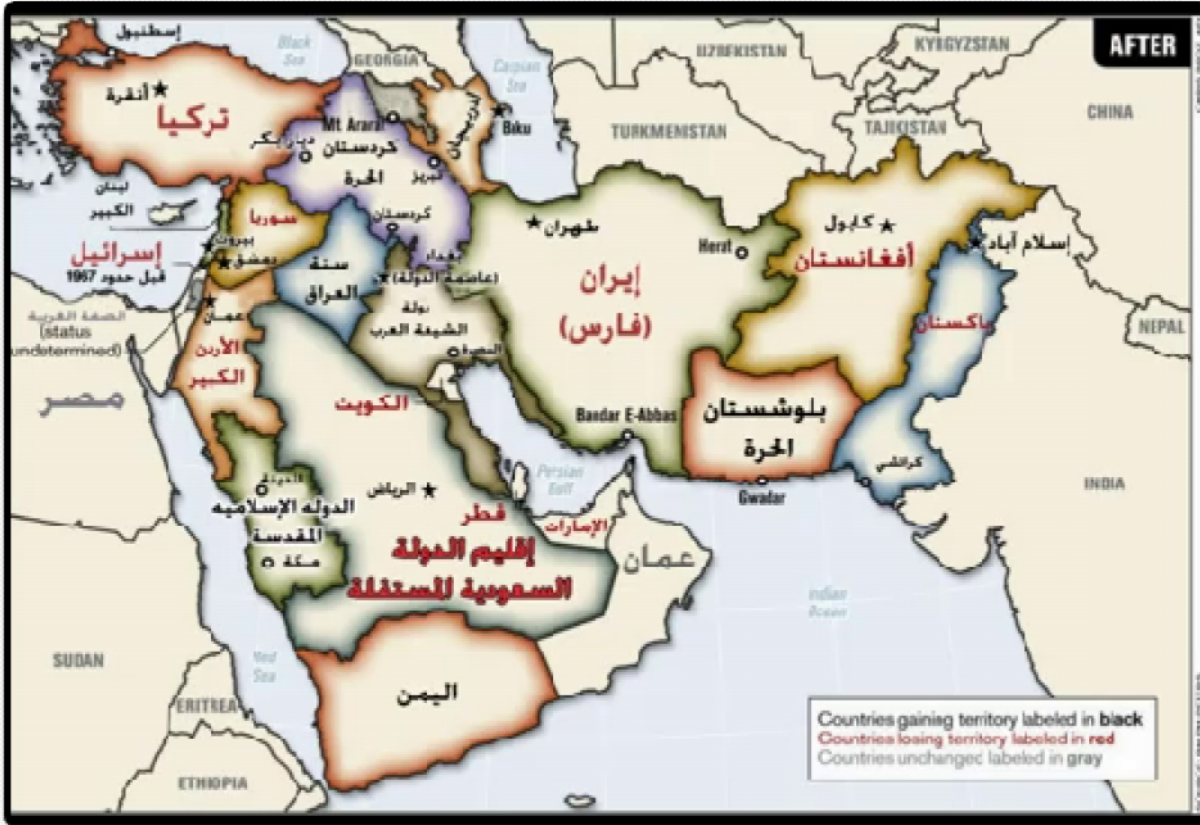 AFTER
إسطنبول
Black
Sea
GEORGIA
Caspian
Sea
UZBEKISTAN
KYRGYZSTAN
CHINA
أنقرة
تركيا
Mt Ararat
أذربيجان
Baku
TURKMENISTAN
TAJIKISTAN
ديار بكر
كردستان
الحرة
تبريز
لبنان
الكبير
سوريا
كردستان
طهران
كابول
إسلام آباد
Herat
أفغانستان
إسرائيل
قبل حدود 1967
بيروت
دمشق
سنة
العراق
بغداد
(عاصمة الدولة)
دولة
الشيعة العرب
البصرة
إيران
(فارس)
باكستان
NEPAL
الضفة الغربية
(status
undetermined)
عمان
الأردن
الكبير
مصر
الكويت
Bandar E-Abbas
بلوشستان
الحرة
كراتشي
Gwadar
INDIA
Persian
Gulf
المدينة
الدولة الإسلامية
المقدسة
مكة
الرياض
قطر
الإمارات
إقليم الدولة
السعودية المستقلة
عمان
Indian
Ocean
SUDAN
Red
Sea
ERITREA
ETHIOPIA
اليمن
Countries gaining territory labeled in black
Countries losing territory labeled in red
Countries unchanged labeled in gray